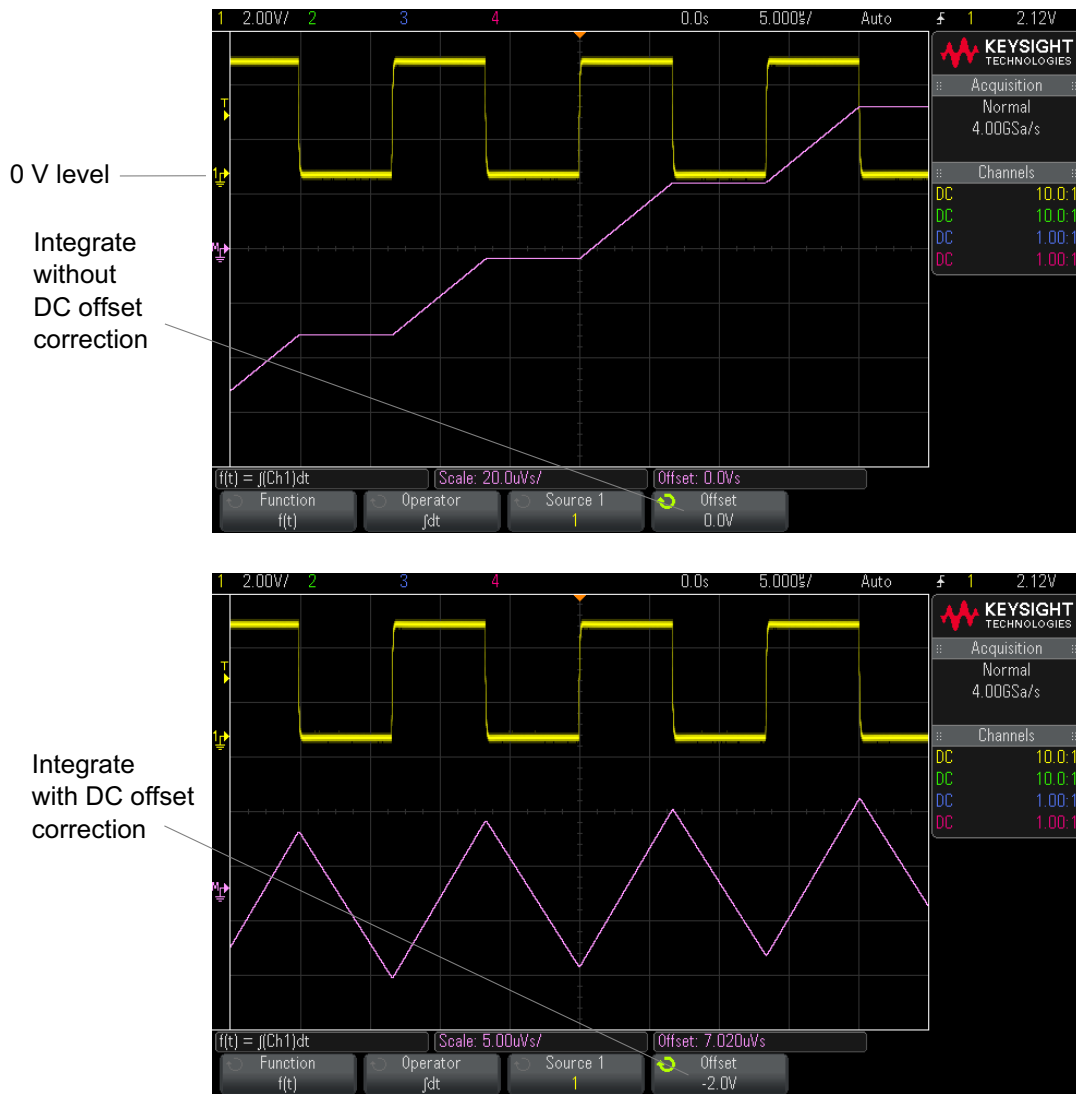 1 2.00V/ 2 3 4 0.0s 5.000µs/ Auto 1 2.12V
KEYSIGHT
TECHNOLOGIES
Acquisition
Normal
4.00GSa/s
T
0 V level
1
Channels
DC 10.0:1
DC 10.0:1
DC 1.00:1
DC 1.00:1
Integrate
without
DC offset
correction
M
f(t) = ∫(Ch1)dt Scale: 20.0uVs/ Offset: 0.0Vs
Function Operator Source 1 Offset
f(t) ∫dt 1 0.0V
1 2.00V/ 2 3 4 0.0s 5.000µs/ Auto 1 2.12V
KEYSIGHT
TECHNOLOGIES
Acquisition
Normal
4.00GSa/s
T
1
Channels
DC 10.0:1
DC 10.0:1
DC 1.00:1
DC 1.00:1
Integrate
with DC offset
correction
M
f(t) = ∫(Ch1)dt Scale: 5.00uVs/ Offset: 7.020uVs
Function Operator Source 1 Offset
f(t) ∫dt 1 -2.0V